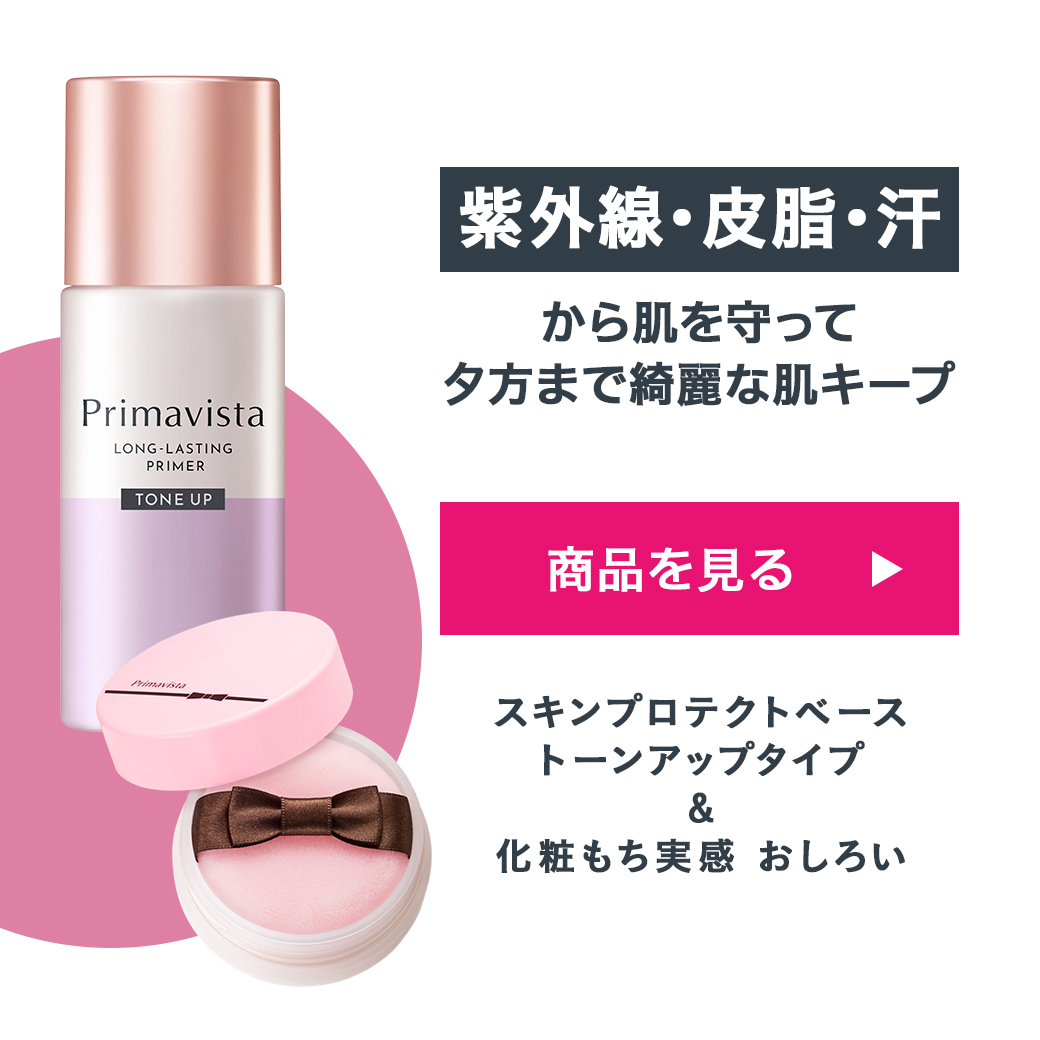 Primavista
LONG-LASTING
PRIMER
TONE UP
Primavista
紫外線・皮脂・汗
から肌を守って
夕方まで綺麗な肌キープ
商品を見る
スキンプロテクトベース
トーンアップタイプ
&
化粧もち実感 おしろい